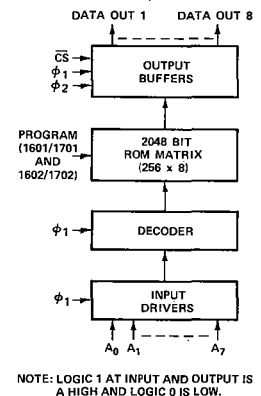 DATA OUT 1 DATA OUT 8
CS
ϕ1
ϕ2
OUTPUT
BUFFERS
PROGRAM
(1601/1701
AND
1602/1702)
2048 BIT
ROM MATRIX
(256 x 8)
ϕ1
DECODER
ϕ1
INPUT
DRIVERS
A0 A1 A7
NOTE: LOGIC 1 AT INPUT AND OUTPUT IS
A HIGH AND LOGIC 0 IS LOW.